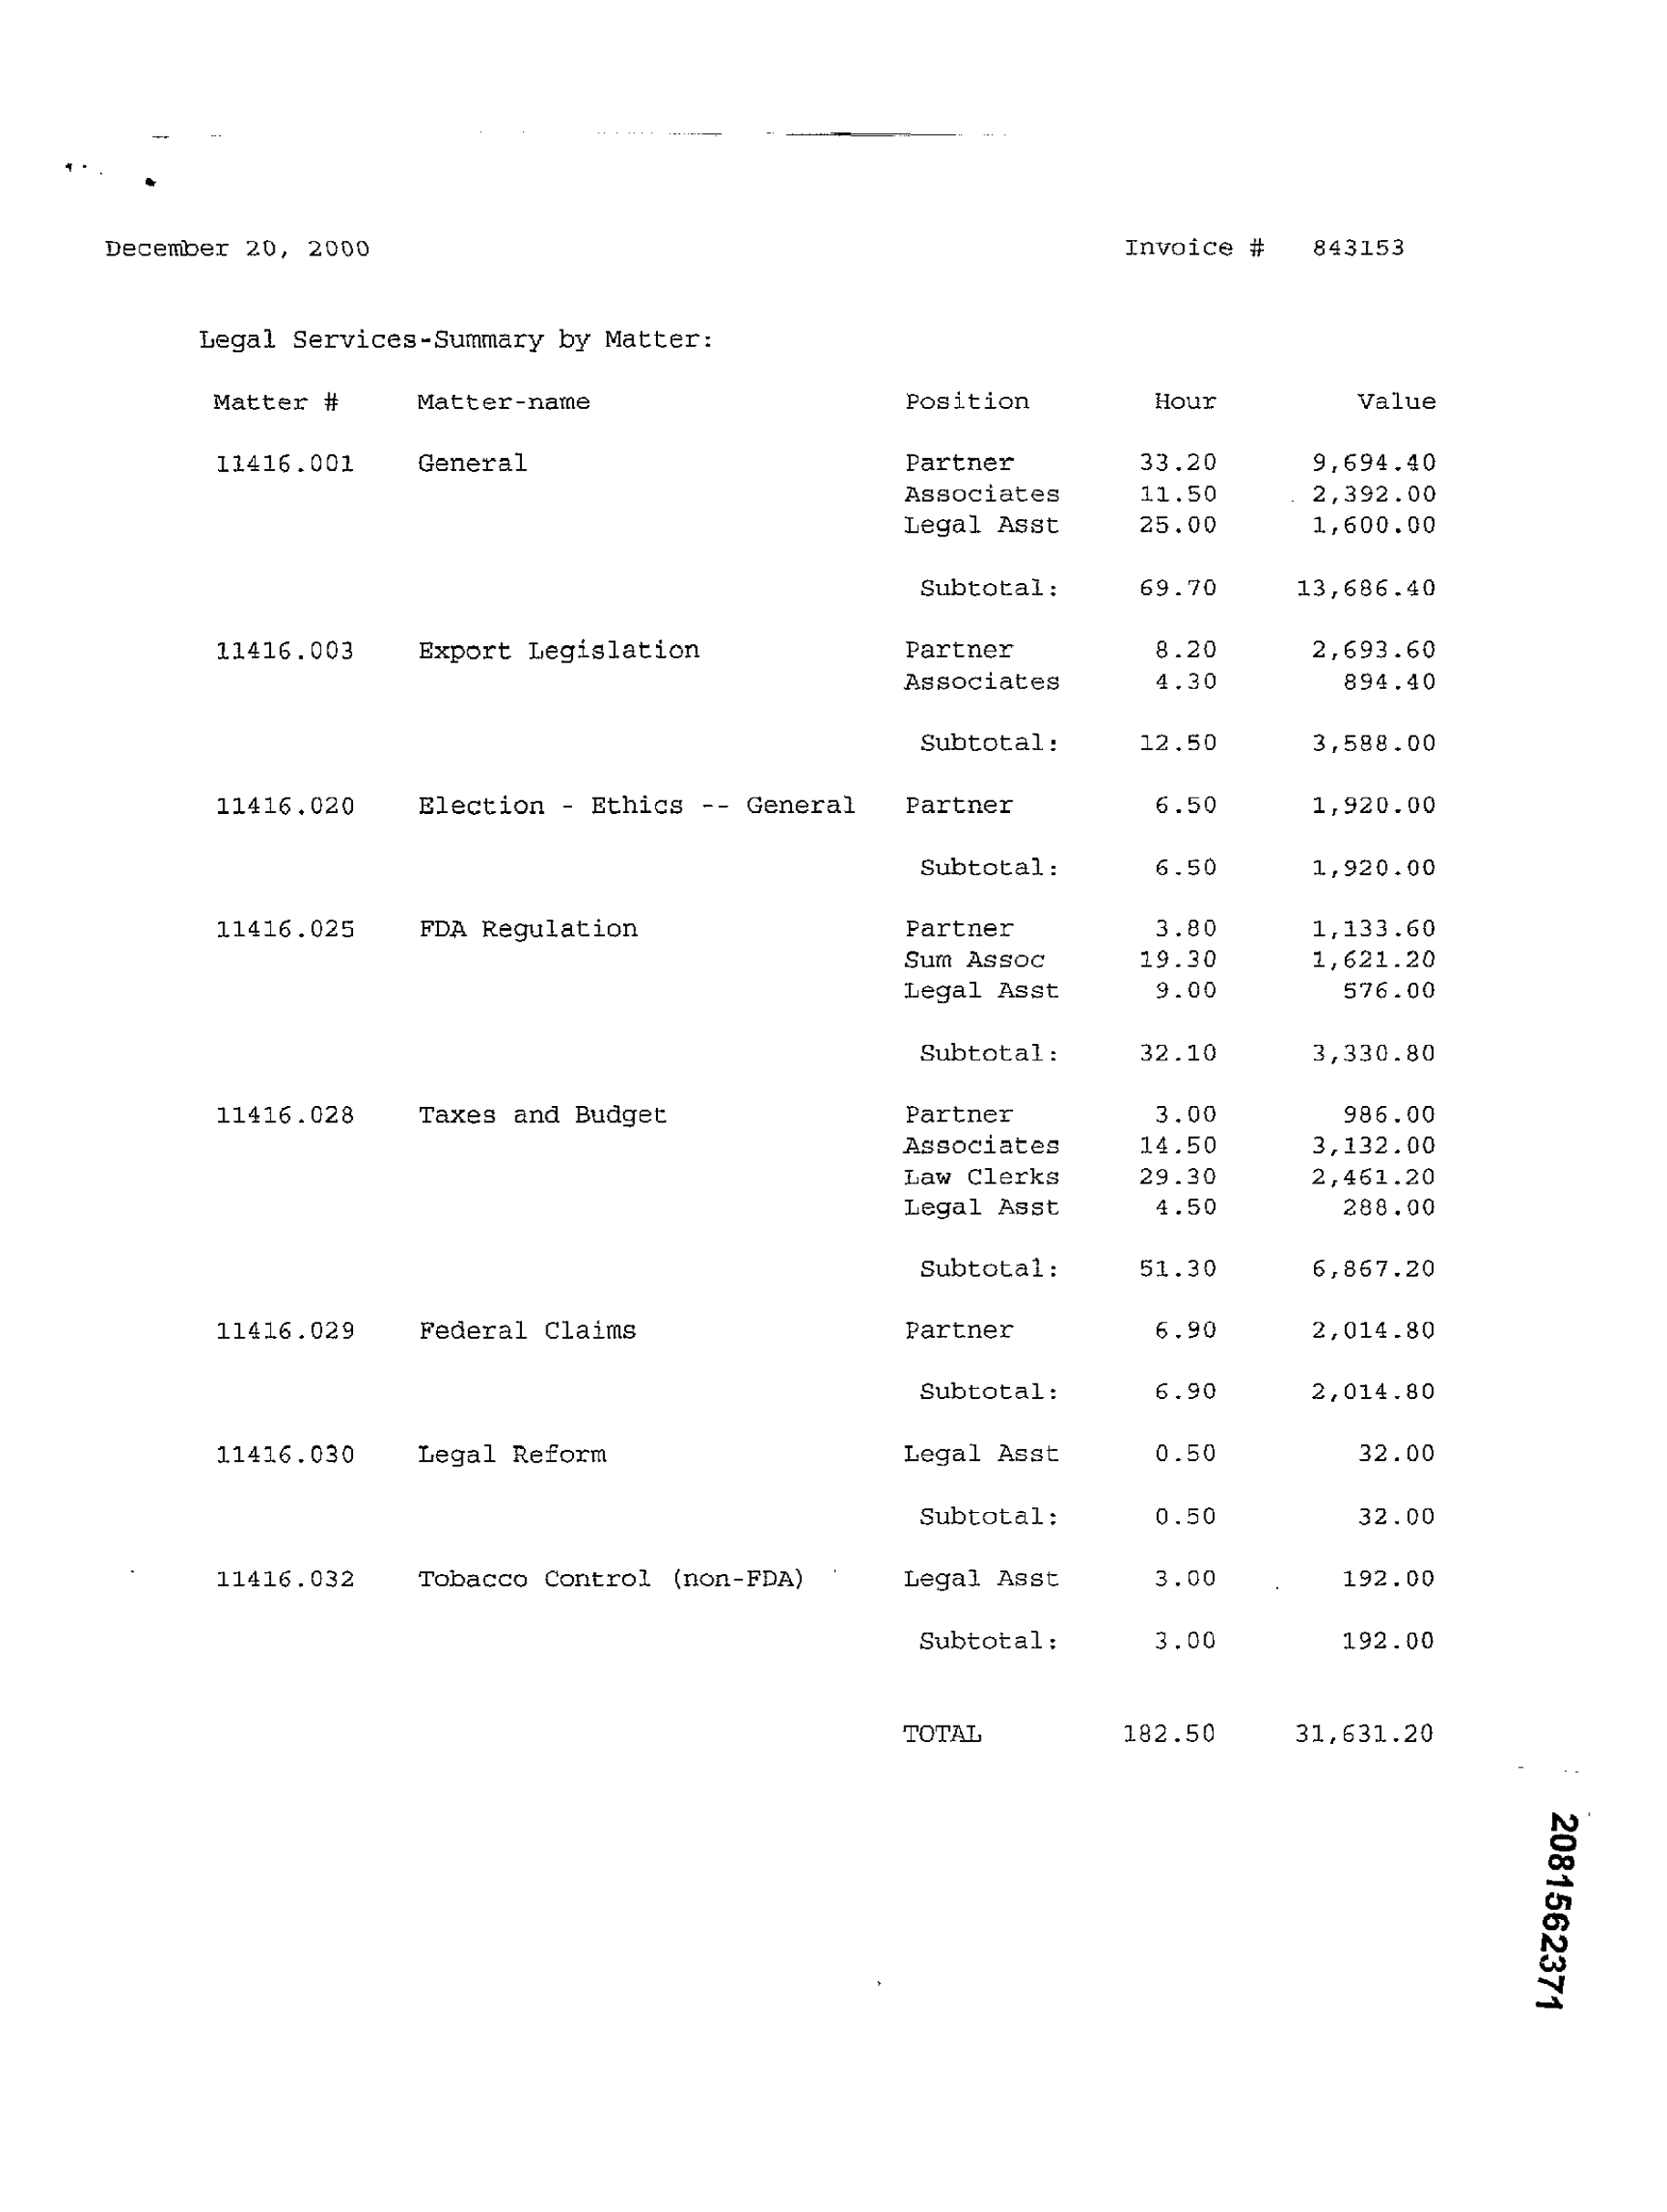 December 20, 2000 Invoice # 843153
Legal Services-Summary by Matter:
Matter # Matter-name Position Hour Value
11416.001 General Partner 33.20 9,694.40
Associates 11.50 2,392.00
Legal Asst 25.00 1,600.00
Subtotal: 69.70 13,686.40
11416.003 Export Legislation Partner 8.20 2,693.60
Associates 4.30 894.40
Subtotal: 12.50 3,588.00
11416.020 Election - Ethics -- General Partner 6.50 1,920.00
Subtotal: 6.50 1,920.00
11416.025 FDA Regulation Partner 3.80 1,133.60
Sum Assoc 19.30 1,621.20
Legal Asst 9.00 576.00
Subtotal: 32.10 3,330.80
11416.028 Taxes and Budget Partner 3.00 986.00
Associates 14.50 3,132.00
Law Clerks 29.30 2,461.20
Legal Asst 4.50 288.00
Subtotal: 51.30 6,867.20
11416.029 Federal Claims Partner 6.90 2,014.80
Subtotal: 6.90 2,014.80
11416.030 Legal Reform Legal Asst 0.50 32.00
Subtotal: 0.50 32.00
11416.032 Tobacco Control (non-FDA) Legal Asst 3.00 192.00
Subtotal: 3.00 192.00
TOTAL 182.50 31,631.20
2081562371